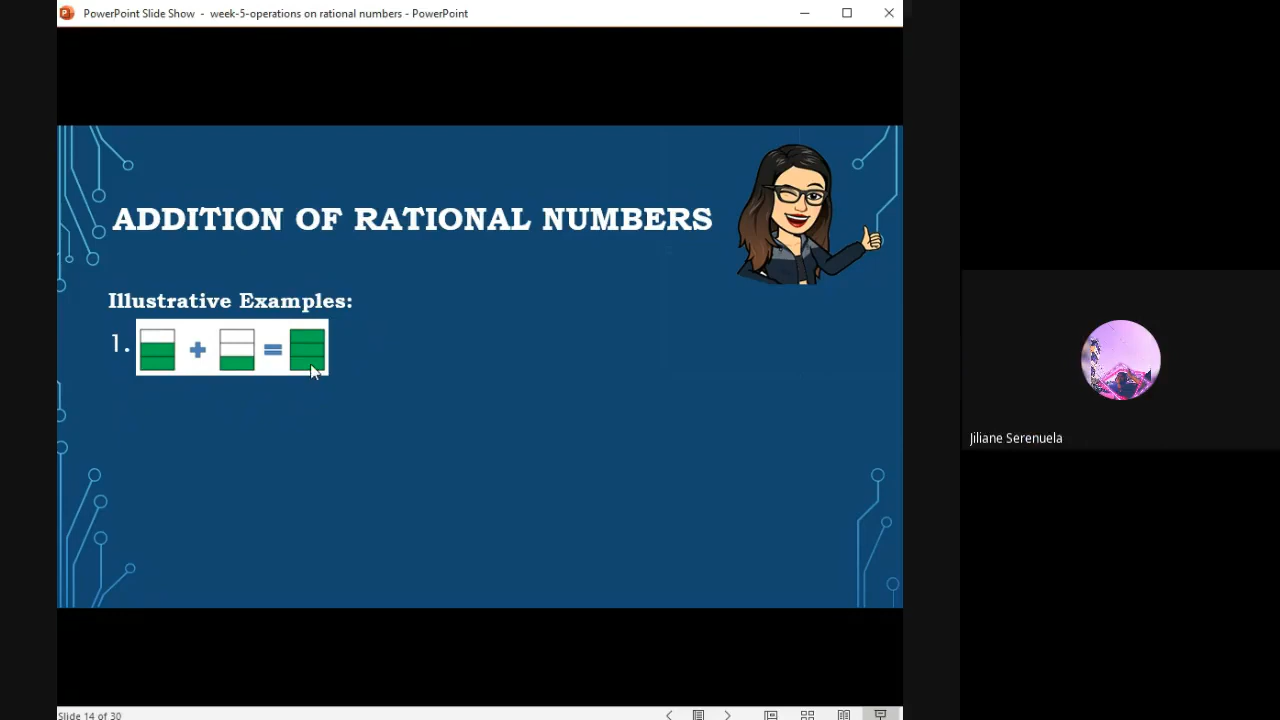 PowerPoint Slide Show - week-5-operations on rational numbers - PowerPoint
ADDITION OF RATIONAL NUMBERS
Illustrative Examples:
1.
Jiliane Serenuela
Slide 14 of 30